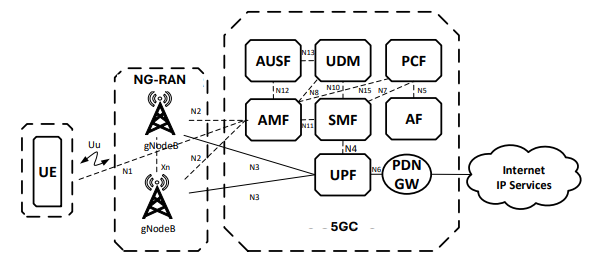 AUSF
N13
UDM
PCF
NG-RAN
N12
N8
N10
N15
N7
N5
N2
AMF
N11
SMF
AF
gNodeB
Uu
N4
UE
N1
Xn
N2
N3
UPF
N6
PDN
GW
Internet
IP Services
N3
gNodeB
5GC